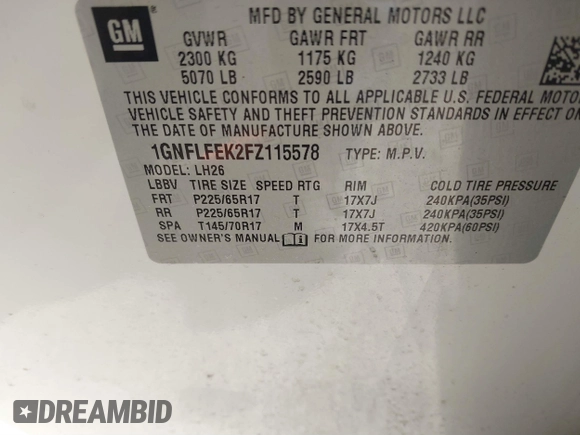 GM
MFD BY GENERAL MOTORS LLC
GVWR GAWR FRT GAWR RR
2300 KG 1175 KG 1240 KG
5070 LB 2590 LB 2733 LB
THIS VEHICLE CONFORMS TO ALL APPLICABLE U.S. FEDERAL MOTOR
VEHICLE SAFETY AND THEFT PREVENTION STANDARDS IN EFFECT ON
DATE OF MANUFACTURE SHOWN ABOVE.
1GNFLFEK2FZ115578 TYPE: M.P.V.
MODEL: LH26
LBBV TIRE SIZE SPEED RTG RIM COLD TIRE PRESSURE
FRT P225/65R17 T 17X7J 240KPA(35PSI)
RR P225/65R17 T 17X7J 240KPA(35PSI)
SPA T145/70R17 M 17X4.5T 420KPA(60PSI)
SEE OWNER'S MANUAL FOR MORE INFORMATION
DREAMBID